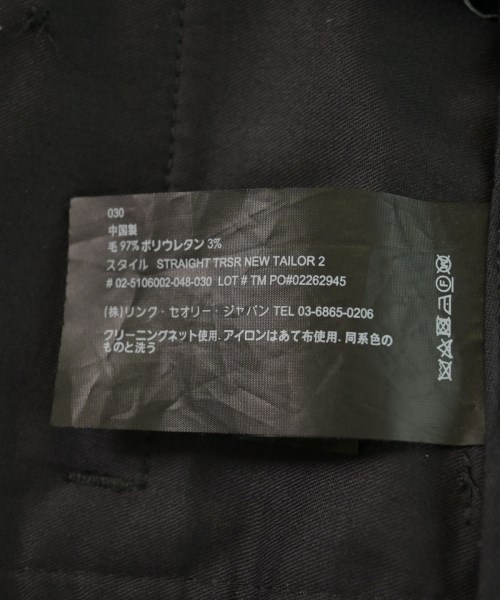 030
中国製
毛 97% ポリウレタン 3%
スタイル STRAIGHT TRSR NEW TAILOR 2
# 02-5106002-048-030 LOT # TM PO#02262945
(株)リンク・セオリー・ジャパン TEL 03-6865-0206
クリーニングネット使用. アイロンはあて布使用. 同系色の
ものと洗う
F